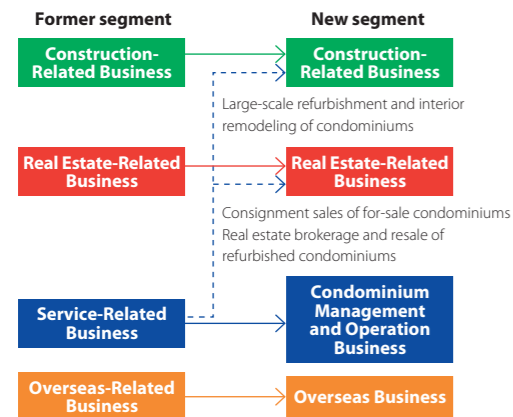 Former segment
New segment
Construction-
Related Business
Construction-
Related Business
Large-scale refurbishment and interior
remodeling of condominiums
Real Estate-Related
Business
Real Estate-Related
Business
Consignment sales of for-sale condominiums
Real estate brokerage and resale of
refurbished condominiums
Service-Related
Business
Condominium
Management
and Operation
Business
Overseas-Related
Business
Overseas Business